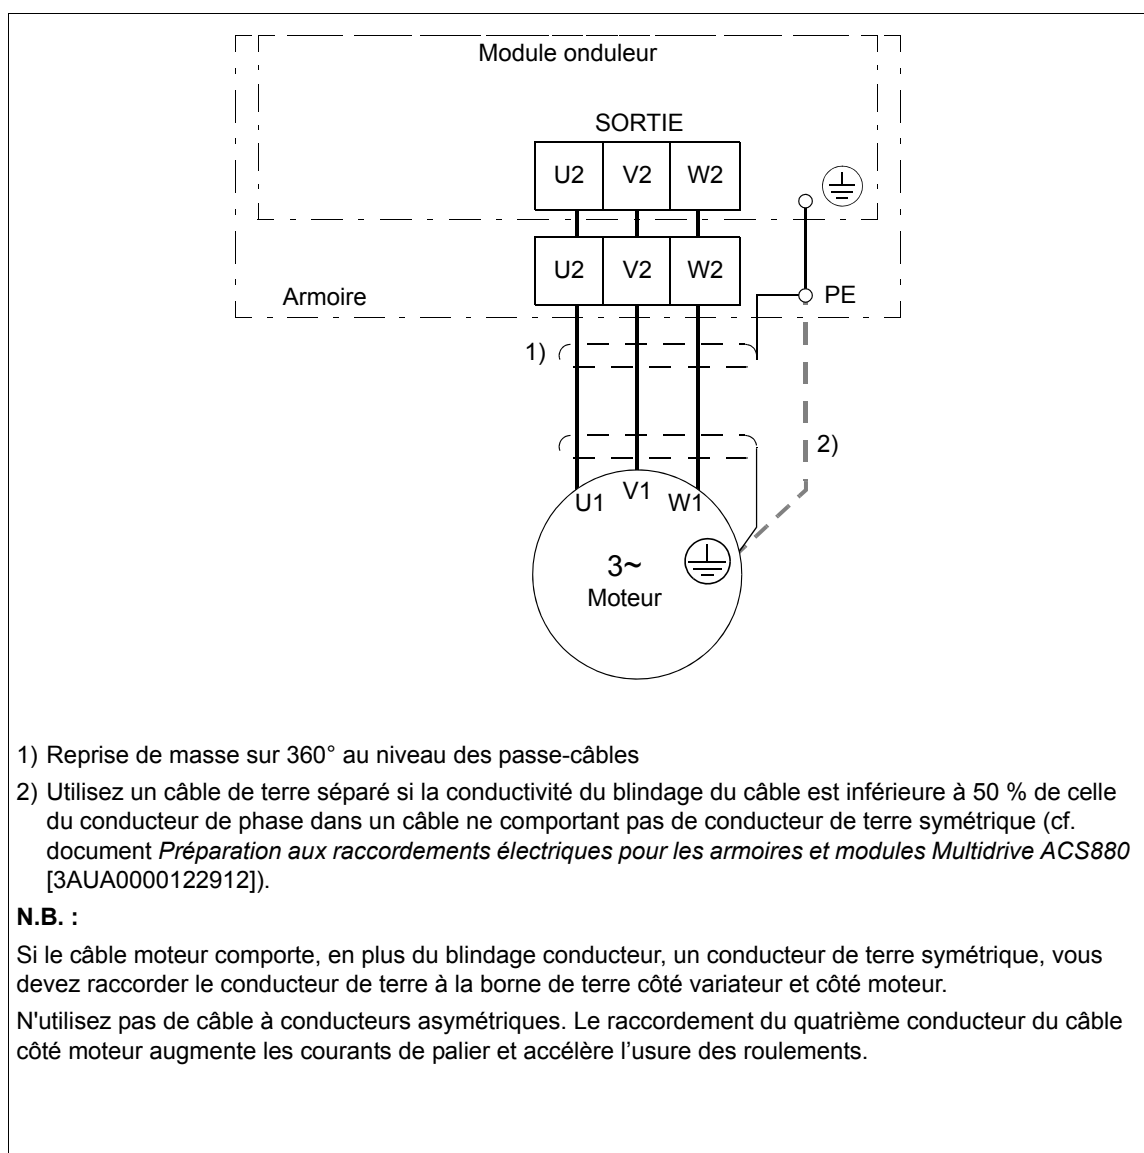 Module onduleur
SORTIE
U2 V2 W2
U2 V2 W2
Armoire
PE
1)
2)
U1 V1 W1
3~
Moteur
1) Reprise de masse sur 360° au niveau des passe-câbles
2) Utilisez un câble de terre séparé si la conductivité du blindage du câble est inférieure à 50 % de celle
du conducteur de phase dans un câble ne comportant pas de conducteur de terre symétrique (cf.
document Préparation aux raccordements électriques pour les armoires et modules Multidrive ACS880
[3AUA0000122912]).
N.B. :
Si le câble moteur comporte, en plus du blindage conducteur, un conducteur de terre symétrique, vous
devez raccorder le conducteur de terre à la borne de terre côté variateur et côté moteur.
N'utilisez pas de câble à conducteurs asymétriques. Le raccordement du quatrième conducteur du câble
côté moteur augmente les courants de palier et accélère l’usure des roulements.